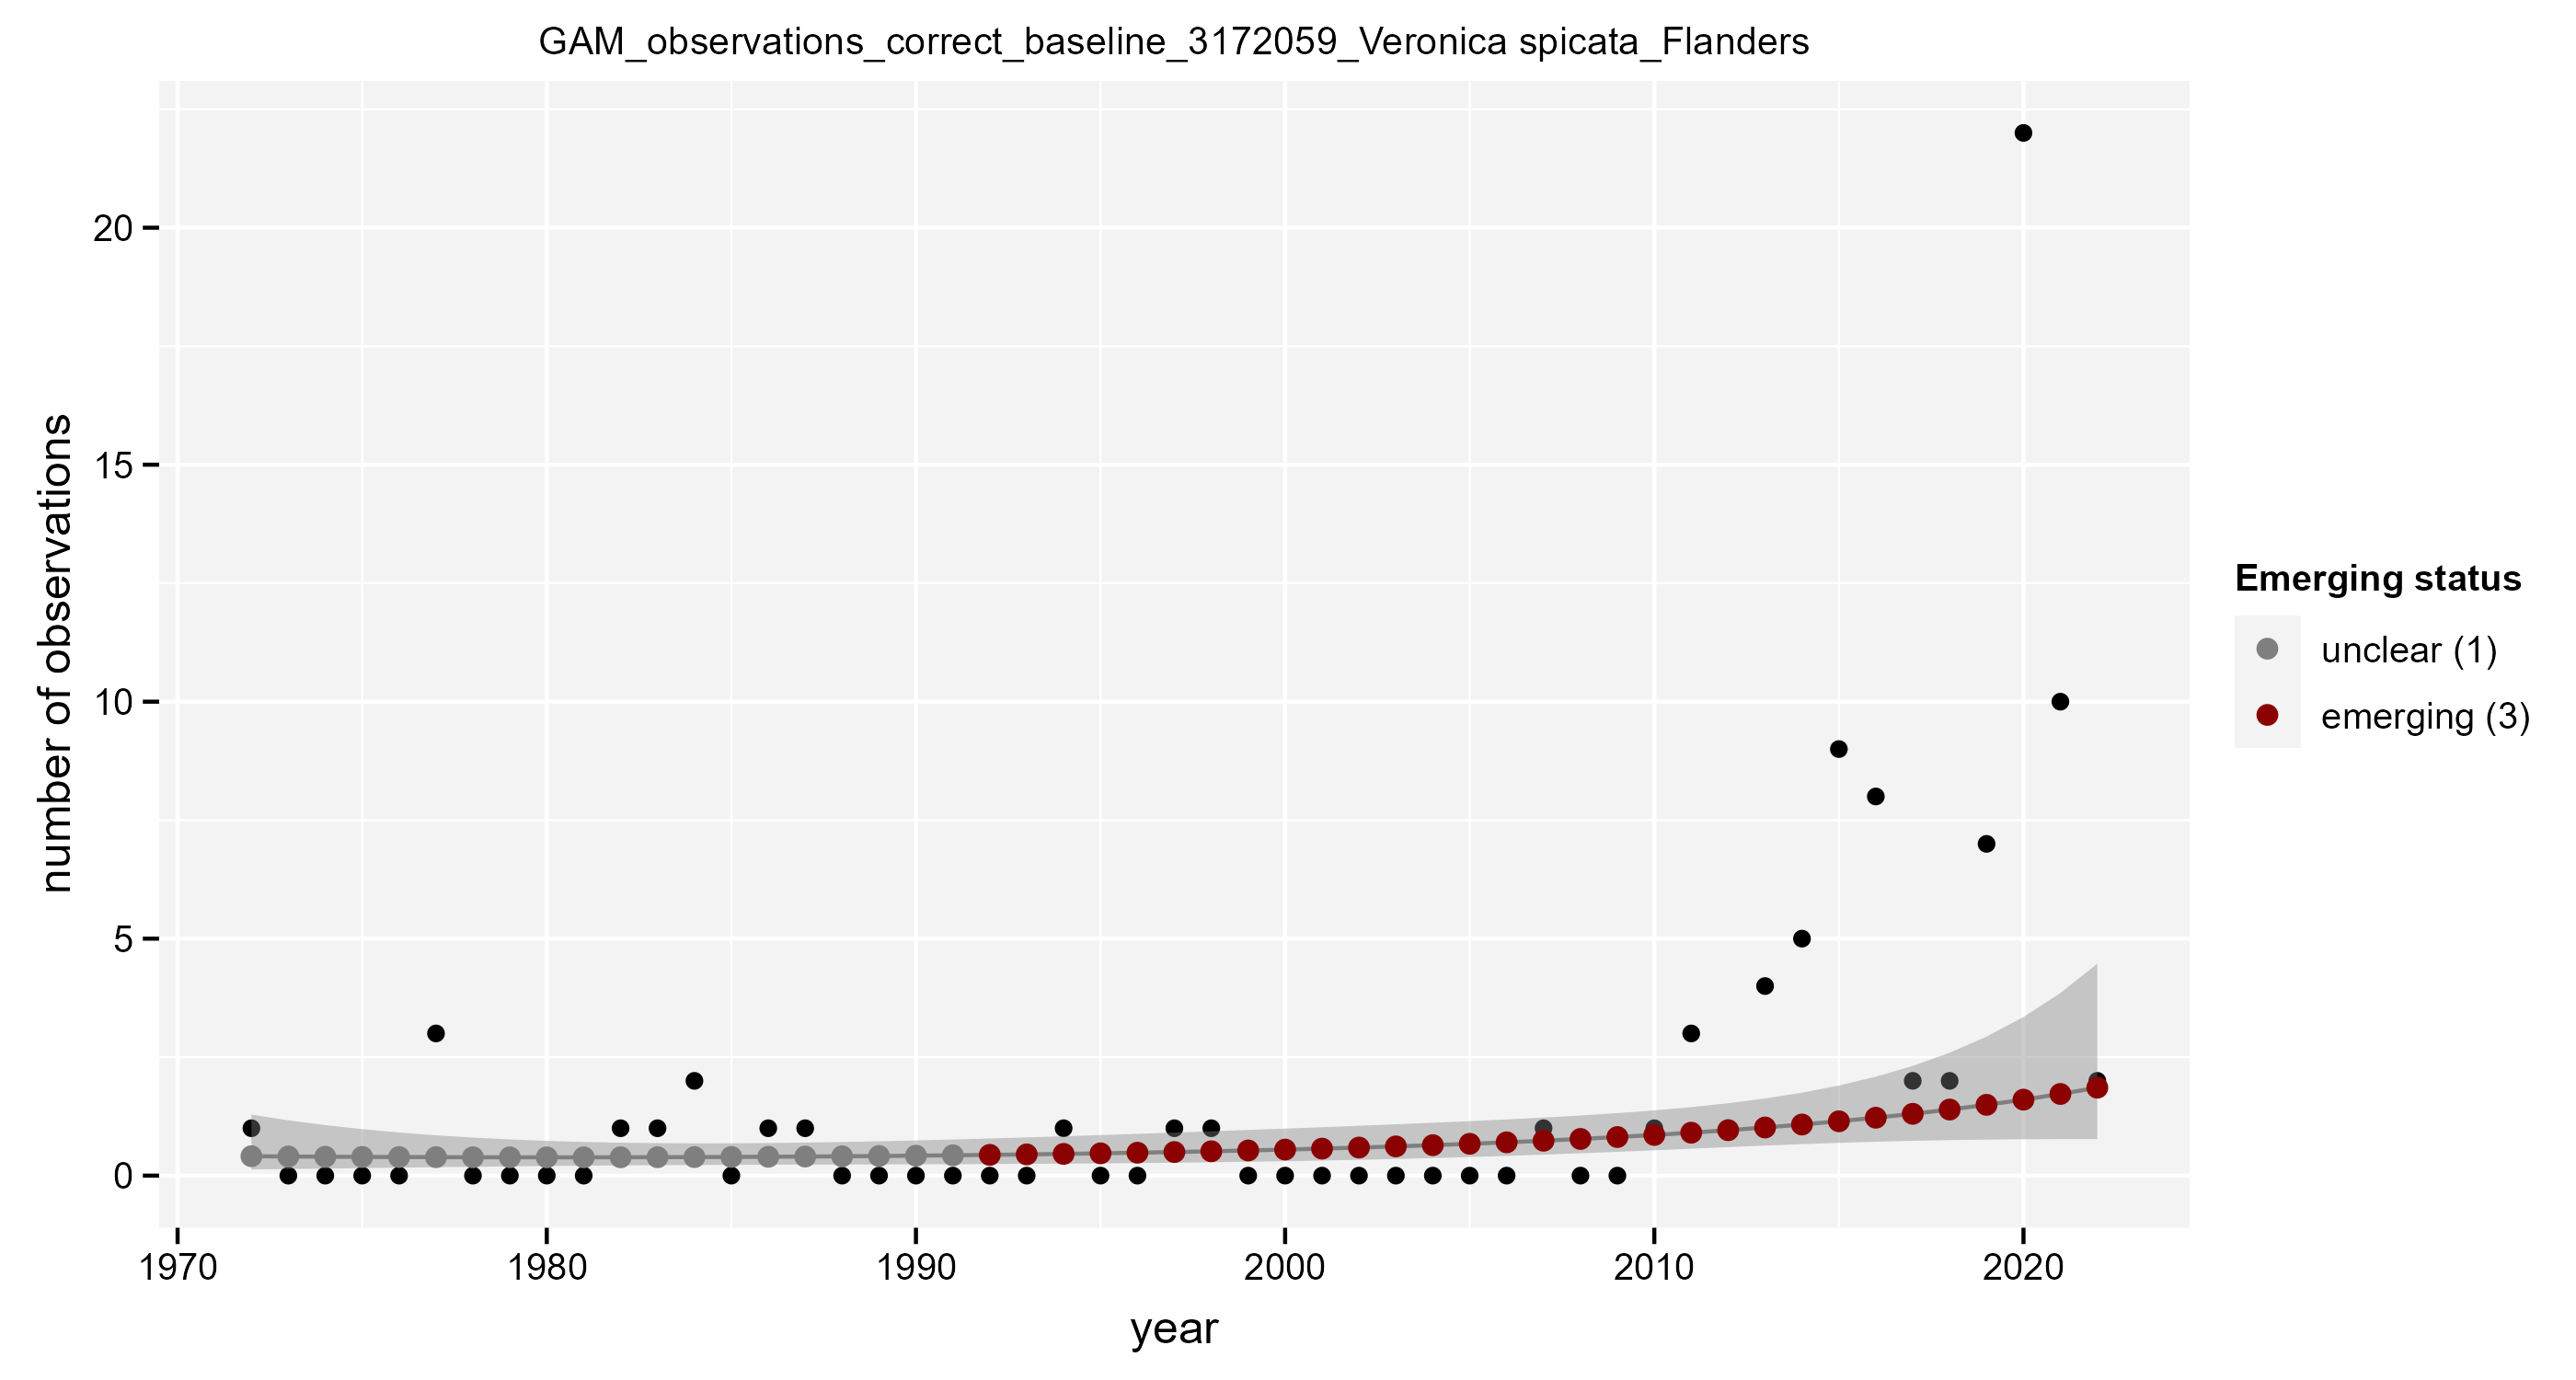 GAM_observations_correct_baseline_3172059_Veronica spicata_Flanders
number of observations
20
15
10
5
0
1970
1980
1990
2000
2010
2020
year
Emerging status
unclear (1)
emerging (3)